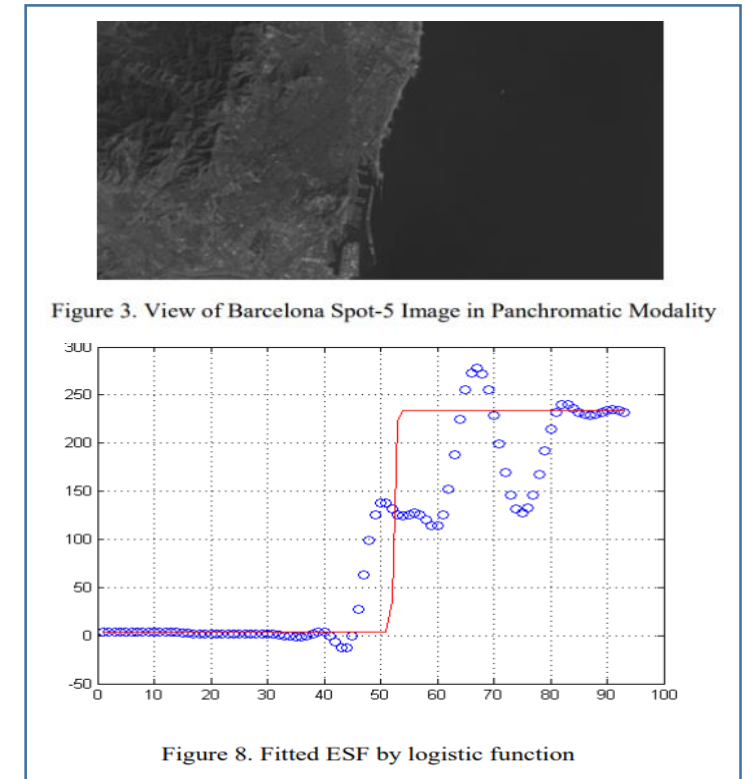 Figure 3. View of Barcelona Spot-5 Image in Panchromatic Modality
300
250
200
150
100
50
0
-50
0 10 20 30 40 50 60 70 80 90 100
Figure 8. Fitted ESF by logistic function